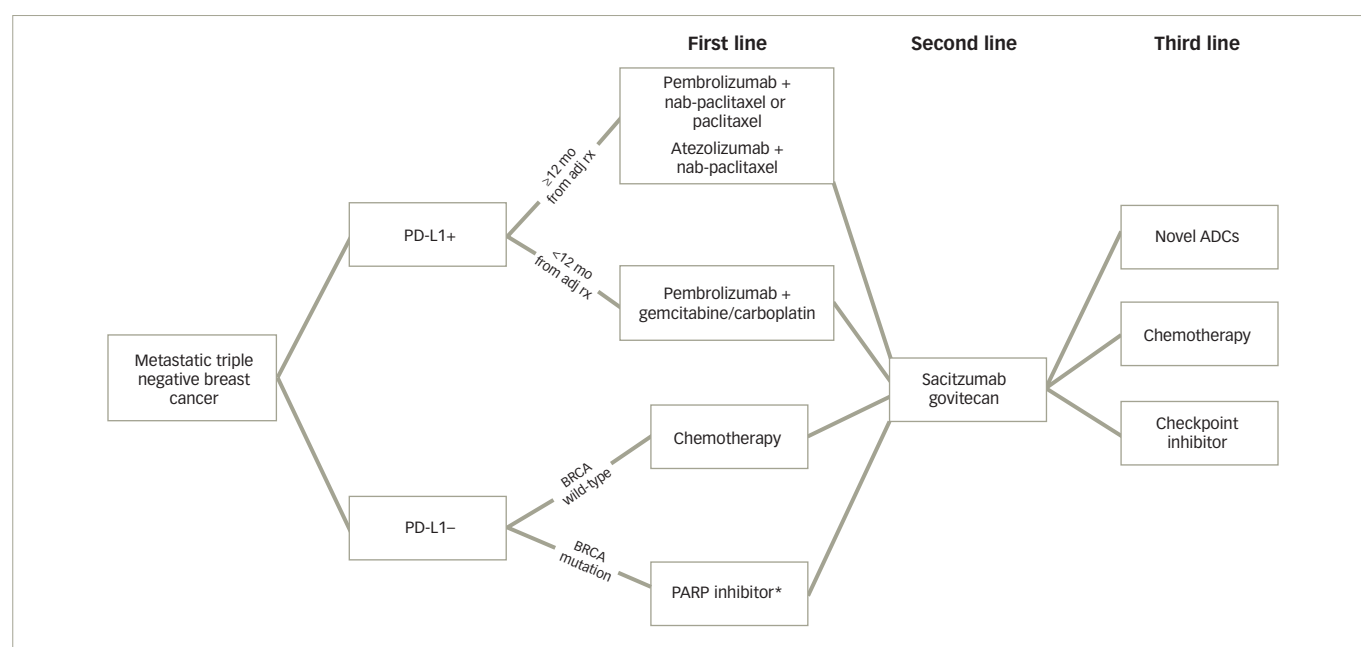 First line
Second line
Third line
Pembrolizumab +
nab-paclitaxel or
paclitaxel
Atezolizumab +
nab-paclitaxel
≥12 mo
from adj rx
PD-L1+
<12 mo
from adj rx
Pembrolizumab +
gemcitabine/carboplatin
Metastatic triple
negative breast
cancer
Sacitzumab
govitecan
Novel ADCs
Chemotherapy
Checkpoint
inhibitor
Chemotherapy
BRCA
wild-type
PD-L1–
BRCA
mutation
PARP inhibitor*